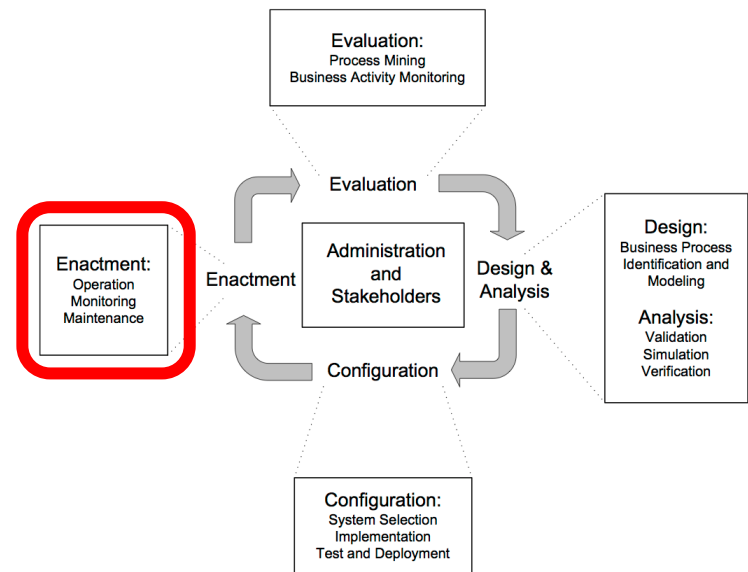 Evaluation:
Process Mining
Business Activity Monitoring
Evaluation
Enactment:
Operation
Monitoring
Maintenance
Enactment
Administration
and
Stakeholders
Design &
Analysis
Design:
Business Process
Identification and
Modeling
Analysis:
Validation
Simulation
Verification
Configuration
Configuration:
System Selection
Implementation
Test and Deployment